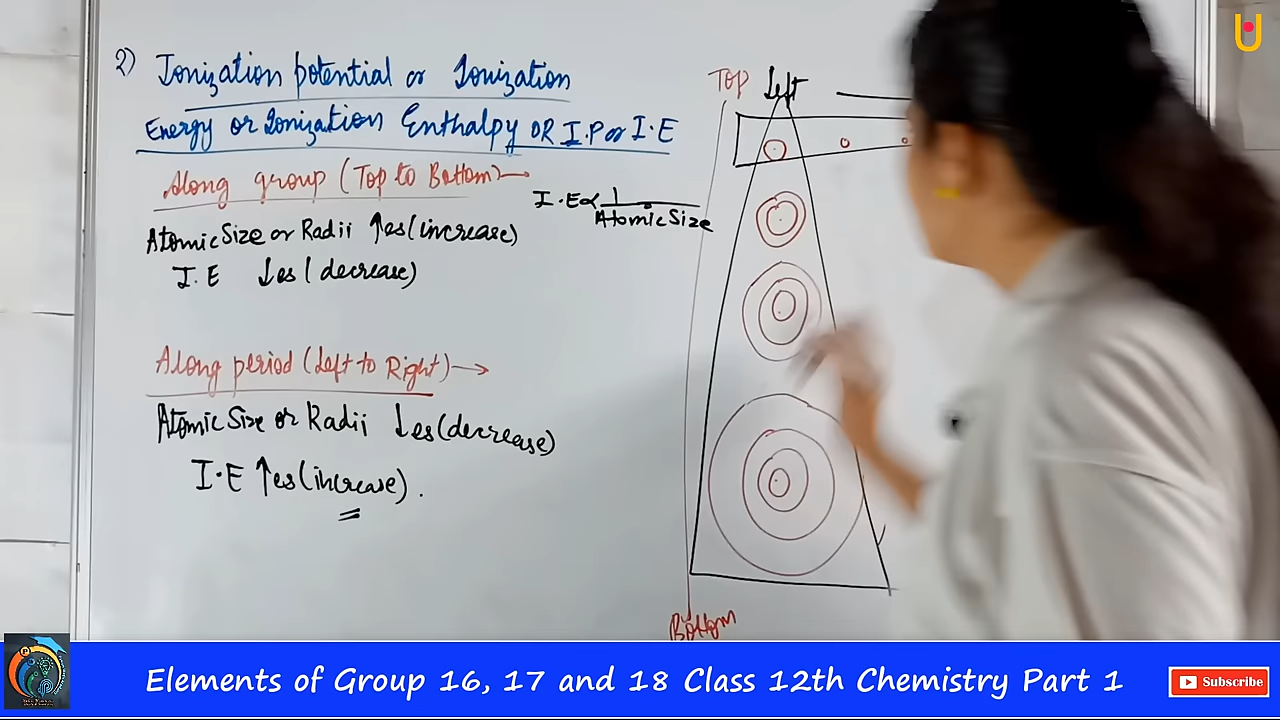 2) Ionization potential or Ionization
Energy or Ionization Enthalpy OR I.P or I.E
Along group (Top to Bottom) →
I.E ∝ 1/Atomic Size
Atomic Size or Radii ↑es (increase)
I.E ↓es (decrease)
Along period (Left to Right) →
Atomic Size or Radii ↓es (decrease)
I.E ↑es (increase).
Top Left
Bottom
U
Elements of Group 16, 17 and 18 Class 12th Chemistry Part 1
Subscribe